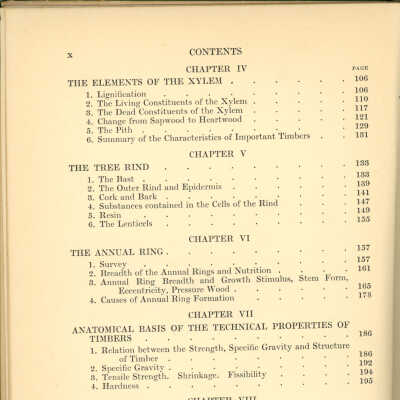 x CONTENTS
CHAPTER IV
PAGE
THE ELEMENTS OF THE XYLEM . . . . . . 106
1. Lignification . . . . . . . . . 106
2. The Living Constituents of the Xylem . . . . . 110
3. The Dead Constituents of the Xylem . . . . . 117
4. Change from Sapwood to Heartwood . . . . . 121
5. The Pith . . . . . . . . . . 129
6. Summary of the Characteristics of Important Timbers . . 131
CHAPTER V
THE TREE RIND . . . . . . . . . 133
1. The Bast . . . . . . . . . . 133
2. The Outer Rind and Epidermis . . . . . . 139
3. Cork and Bark . . . . . . . . . 141
4. Substances contained in the Cells of the Rind . . . 147
5. Resin . . . . . . . . . . 149
6. The Lenticels . . . . . . . . . 155
CHAPTER VI
THE ANNUAL RING . . . . . . . . . 157
1. Survey . . . . . . . . . . 157
2. Breadth of the Annual Rings and Nutrition . . . . 161
3. Annual Ring Breadth and Growth Stimulus, Stem Form,
Eccentricity, Pressure Wood . . . . . . 165
4. Causes of Annual Ring Formation . . . . . 173
CHAPTER VII
ANATOMICAL BASIS OF THE TECHNICAL PROPERTIES OF
TIMBERS . . . . . . . . . . 186
1. Relation between the Strength, Specific Gravity and Structure
of Timber . . . . . . . . . 186
2. Specific Gravity . . . . . . . . . 192
3. Tensile Strength. Shrinkage. Fissibility . . . . 194
4. Hardness . . . . . . . . . . 195
CHAPTER VIII